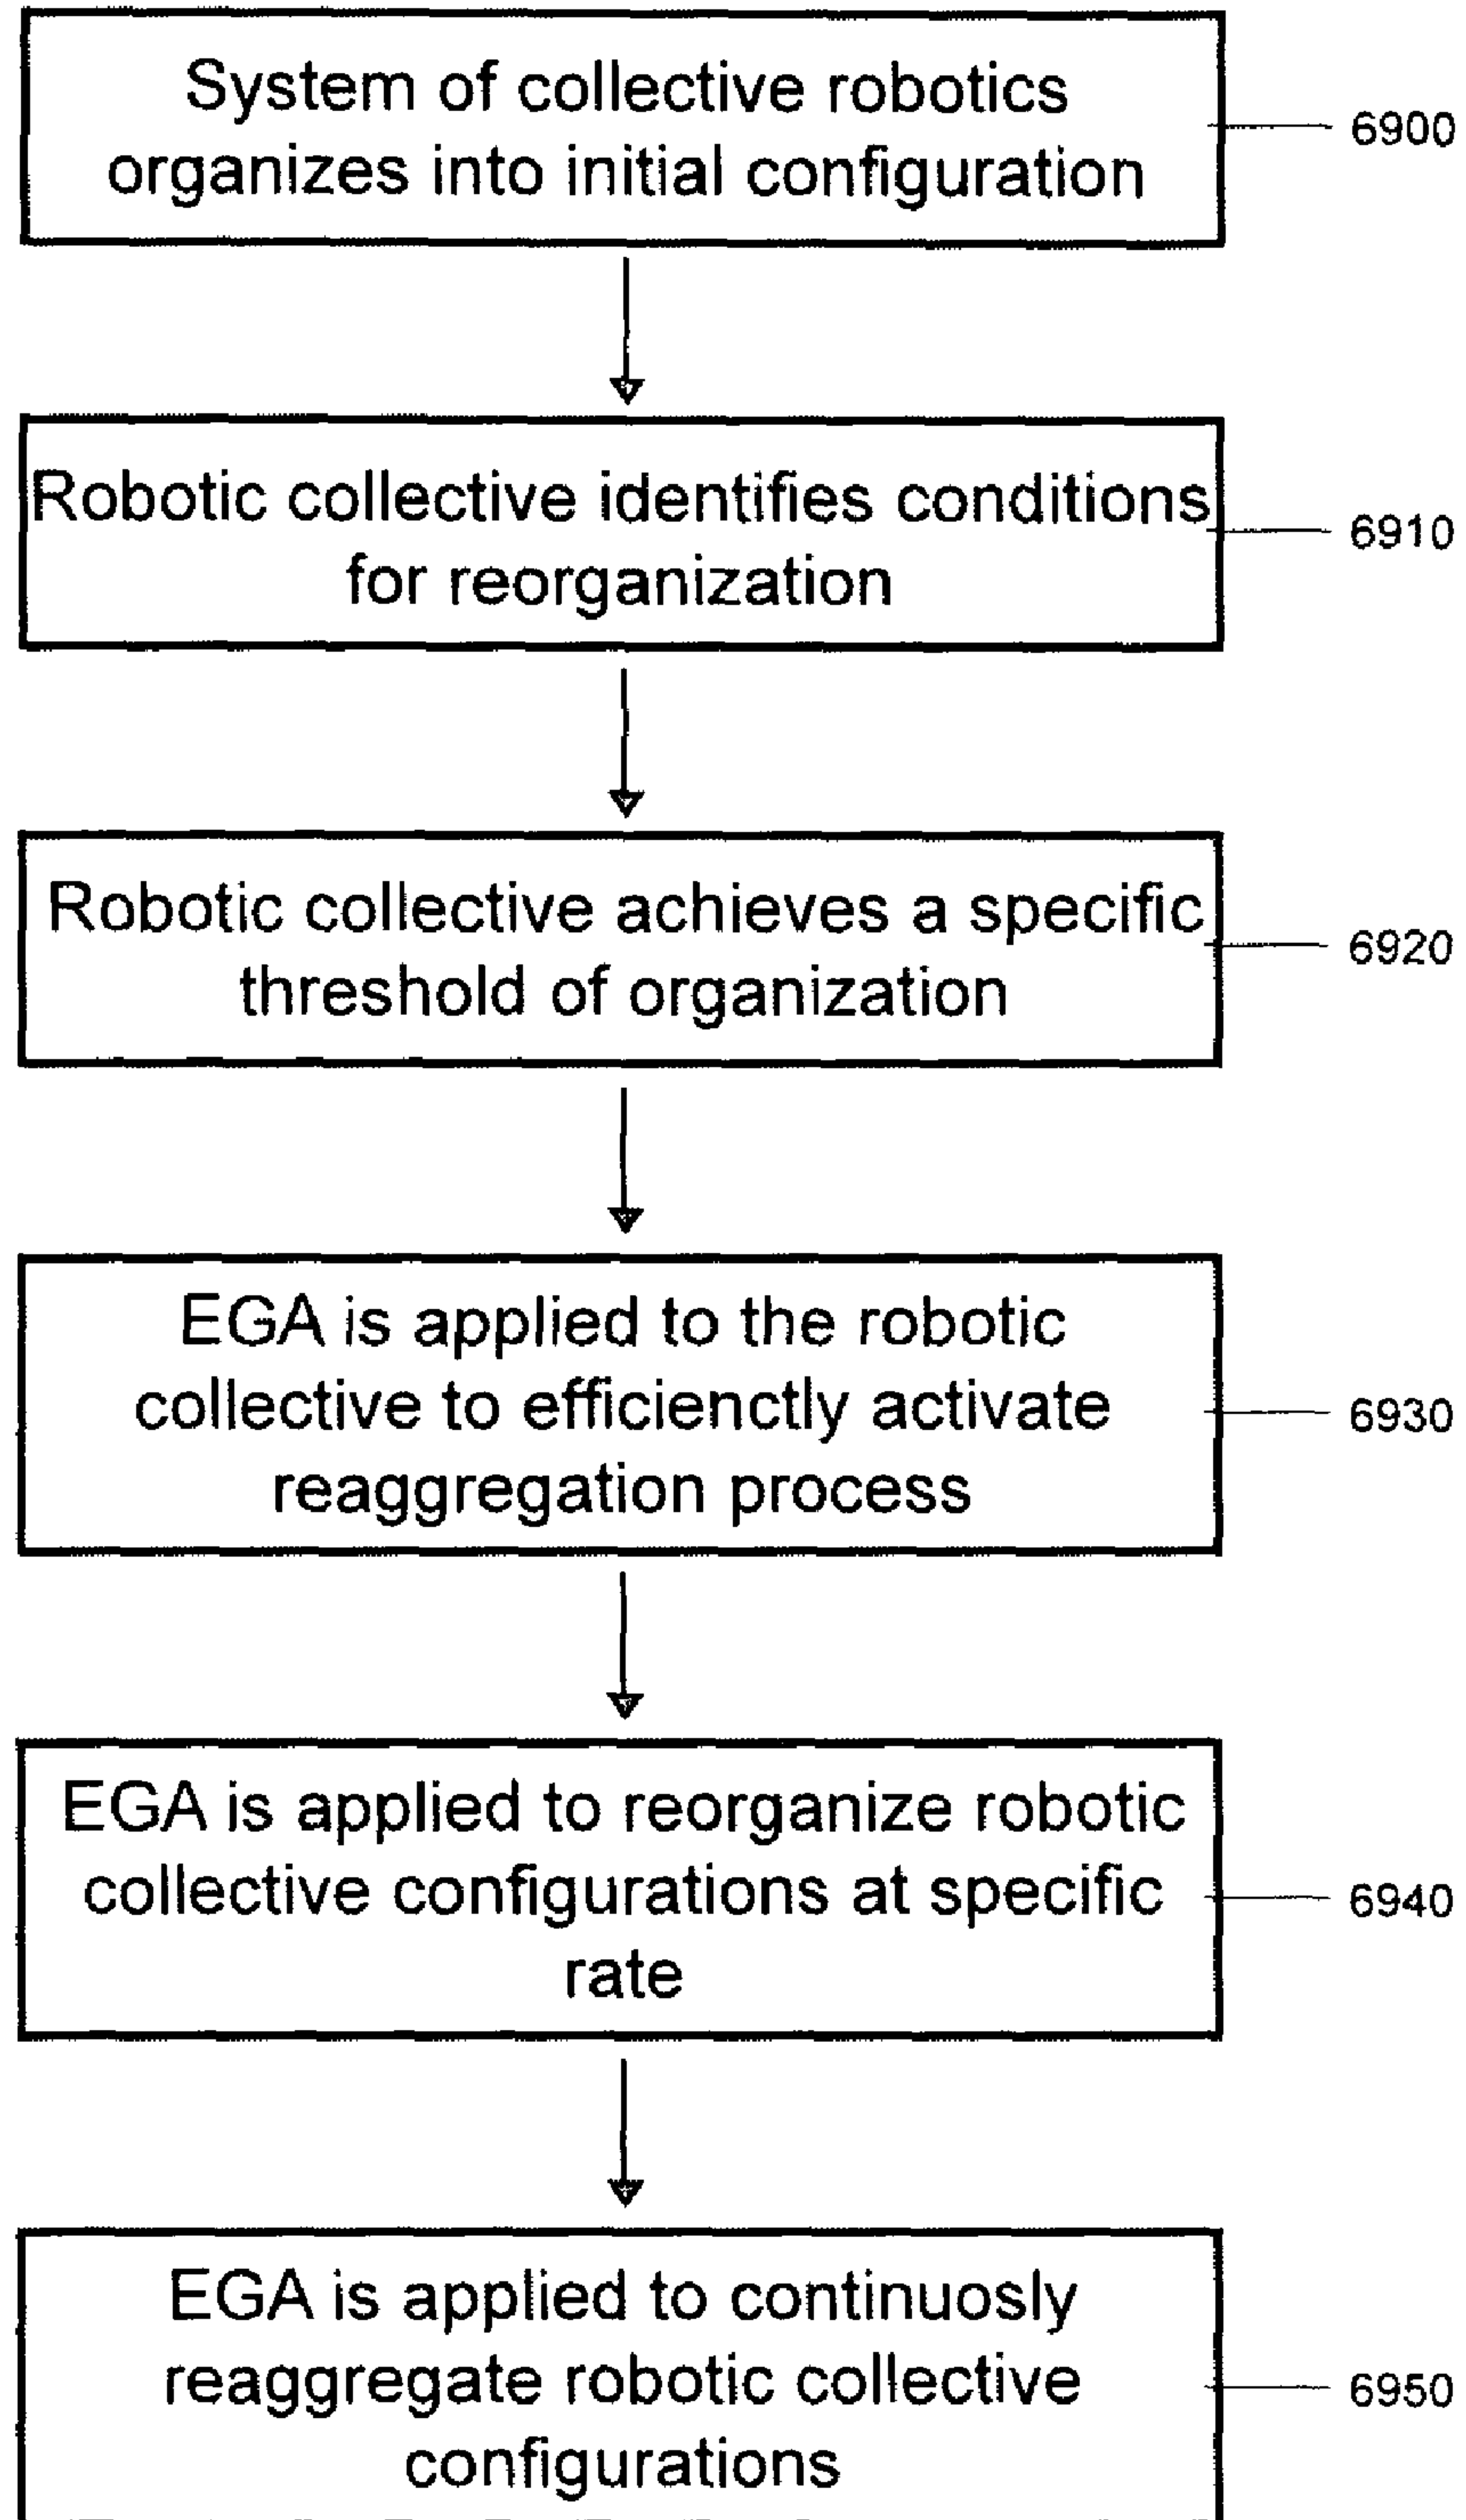 System of collective robotics
organizes into initial configuration
6900
Robotic collective identifies conditions
for reorganization
6910
Robotic collective achieves a specific
threshold of organization
6920
EGA is applied to the robotic
collective to efficienctly activate
reaggregation process
6930
EGA is applied to reorganize robotic
collective configurations at specific
rate
6940
EGA is applied to continuosly
reaggregate robotic collective
configurations
6950